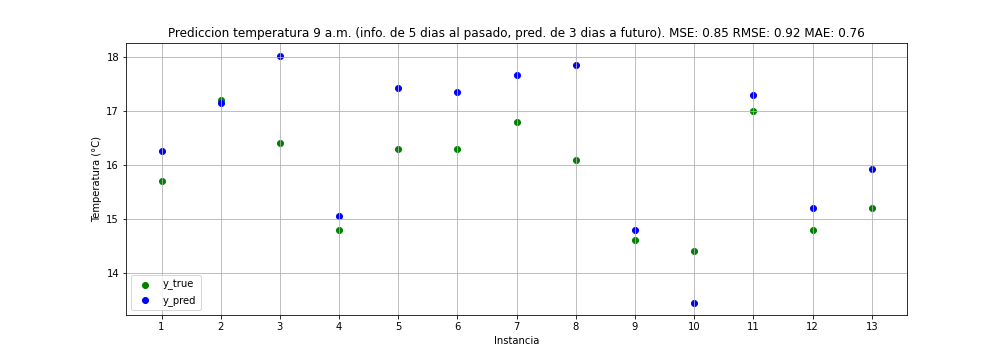 Prediccion temperatura 9 a.m. (info. de 5 dias al pasado, pred. de 3 dias a futuro). MSE: 0.85 RMSE: 0.92 MAE: 0.76
18
17
16
15
14
Temperatura (°C)
y_true
y_pred
1 2 3 4 5 6 7 8 9 10 11 12 13
Instancia